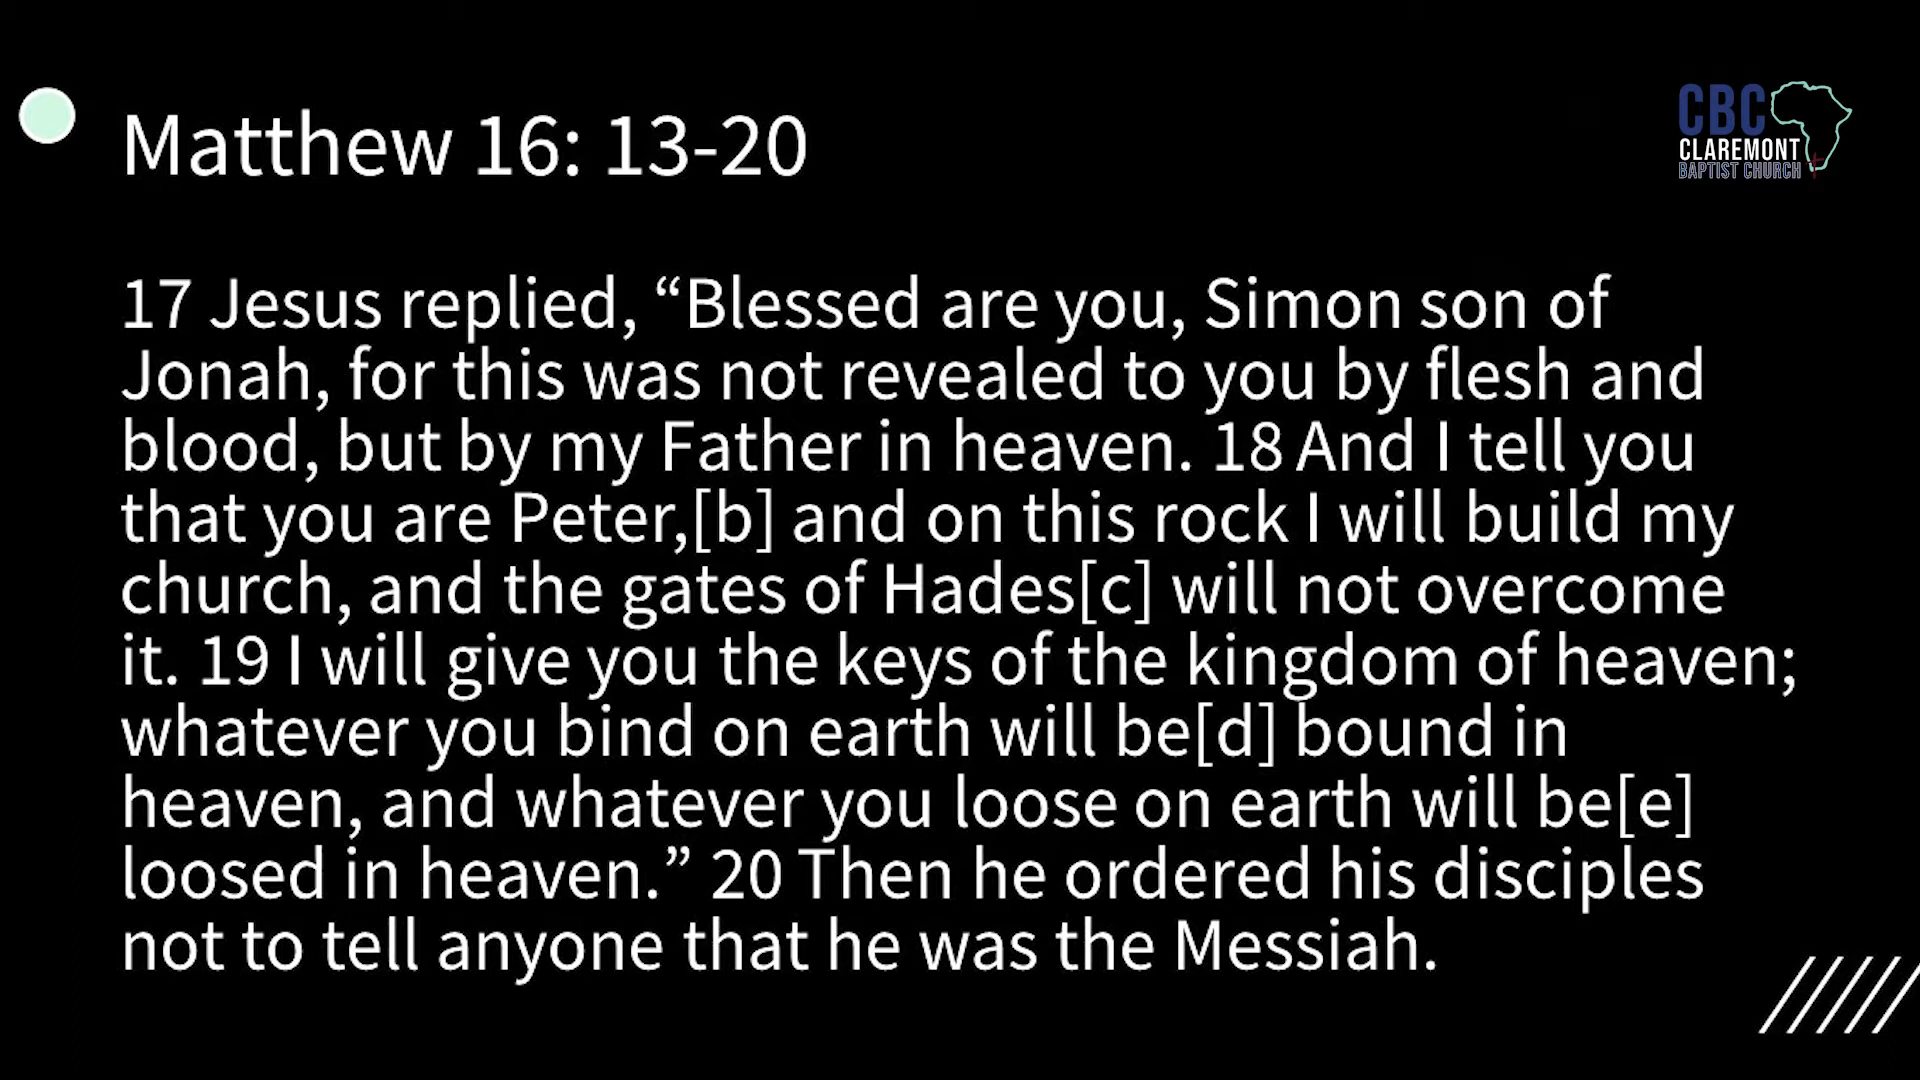 Matthew 16: 13-20
CBC
CLAREMONT
BAPTIST CHURCH
17 Jesus replied, “Blessed are you, Simon son of
Jonah, for this was not revealed to you by flesh and
blood, but by my Father in heaven. 18 And I tell you
that you are Peter,[b] and on this rock I will build my
church, and the gates of Hades[c] will not overcome
it. 19 I will give you the keys of the kingdom of heaven;
whatever you bind on earth will be[d] bound in
heaven, and whatever you loose on earth will be[e]
loosed in heaven.” 20 Then he ordered his disciples
not to tell anyone that he was the Messiah.